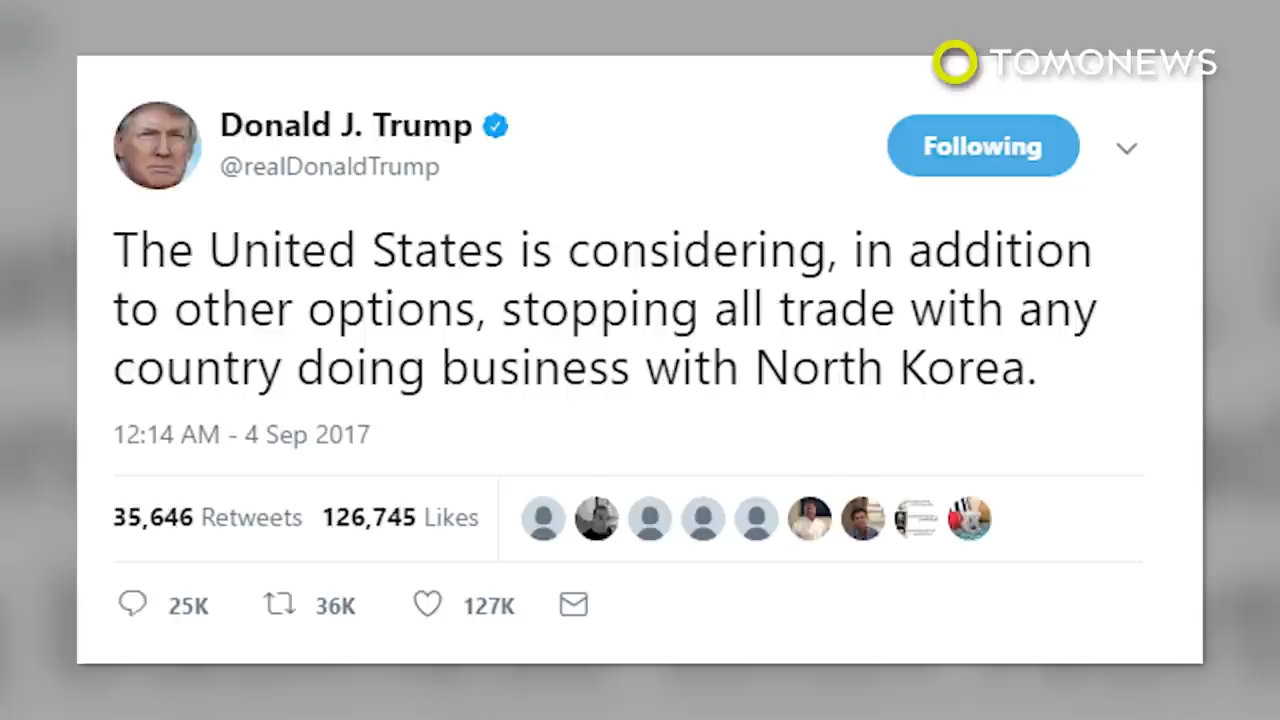 TOMONEWS
Donald J. Trump
@realDonaldTrump
Following
The United States is considering, in addition
to other options, stopping all trade with any
country doing business with North Korea.
12:14 AM - 4 Sep 2017
35,646 Retweets 126,745 Likes
25K 36K 127K